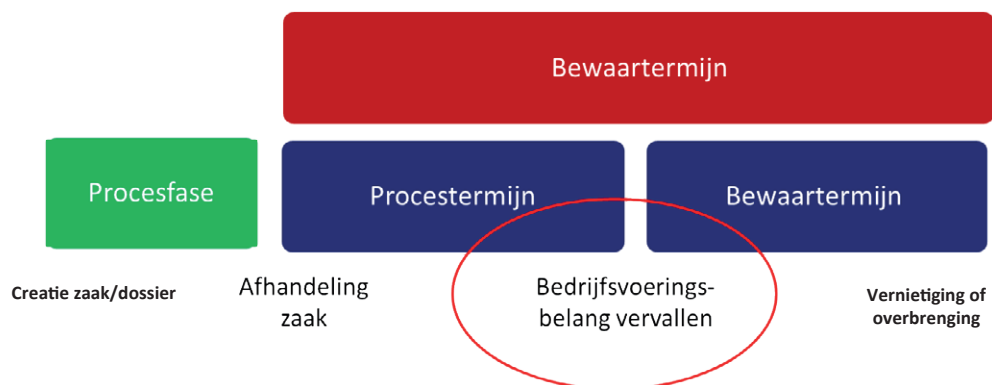 Bewaartermijn
Procesfase
Procestermijn
Bewaartermijn
Creatie zaak/dossier
Afhandeling
zaak
Bedrijfsvoerings-
belang vervallen
Vernietiging of
overbrenging